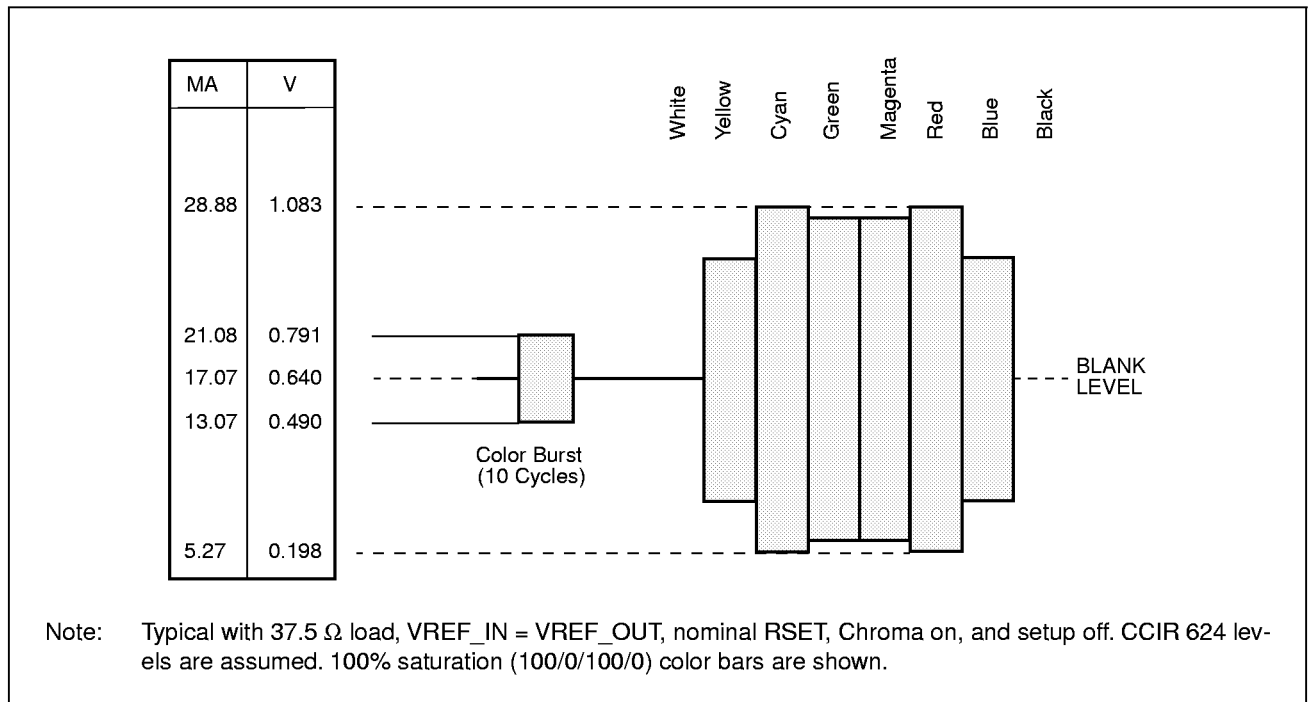 MA V
White
Yellow
Cyan
Green
Magenta
Red
Blue
Black
28.88 1.083
21.08 0.791
17.07 0.640
13.07 0.490
5.27 0.198
BLANK
LEVEL
Color Burst
(10 Cycles)
Note: Typical with 37.5 Ω load, VREF_IN = VREF_OUT, nominal RSET, Chroma on, and setup off. CCIR 624 lev-
els are assumed. 100% saturation (100/0/100/0) color bars are shown.